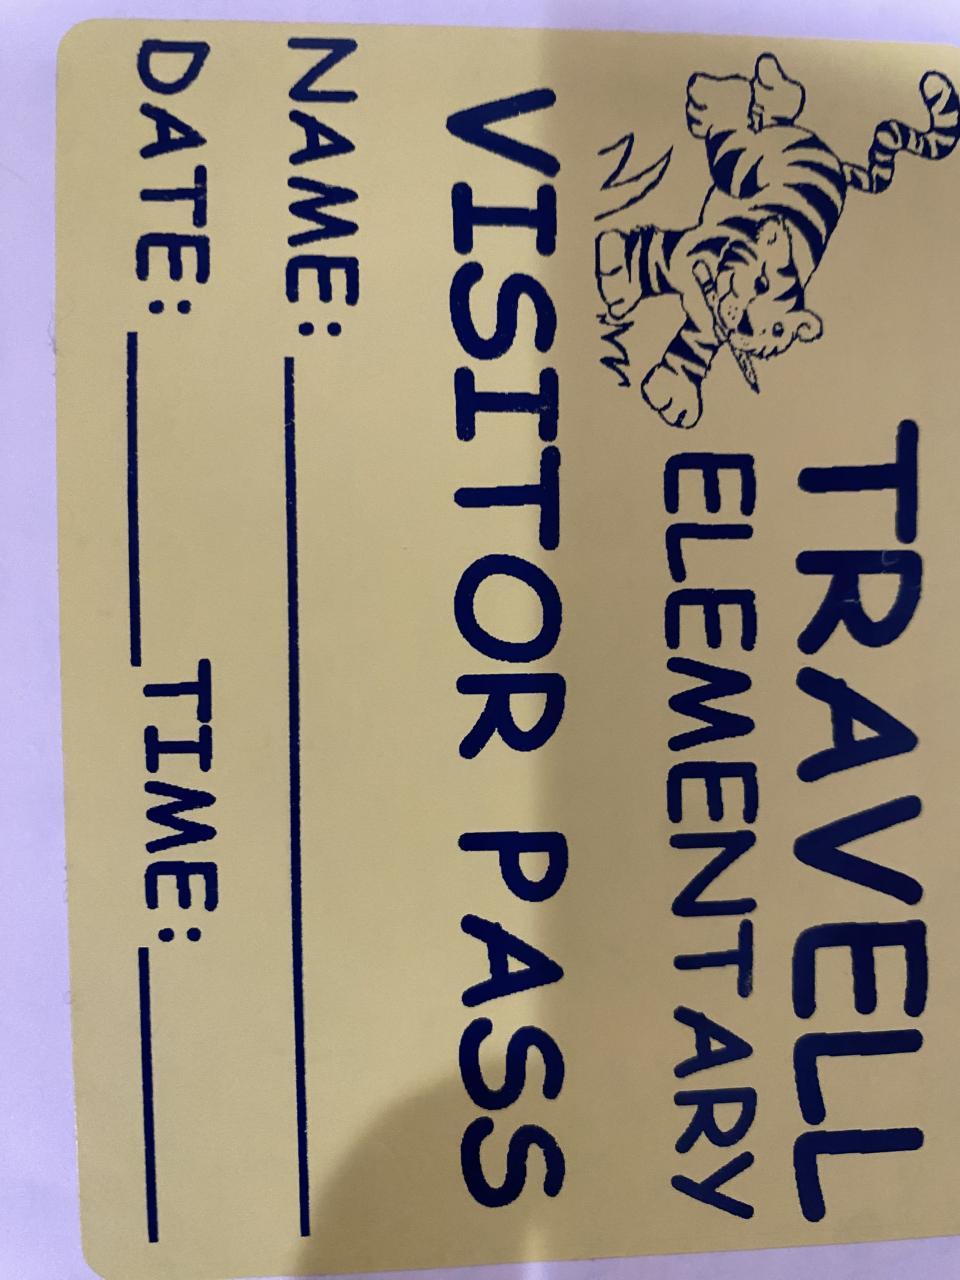 TRAVELL
ELEMENTARY
VISITOR PASS
NAME:
DATE: TIME: